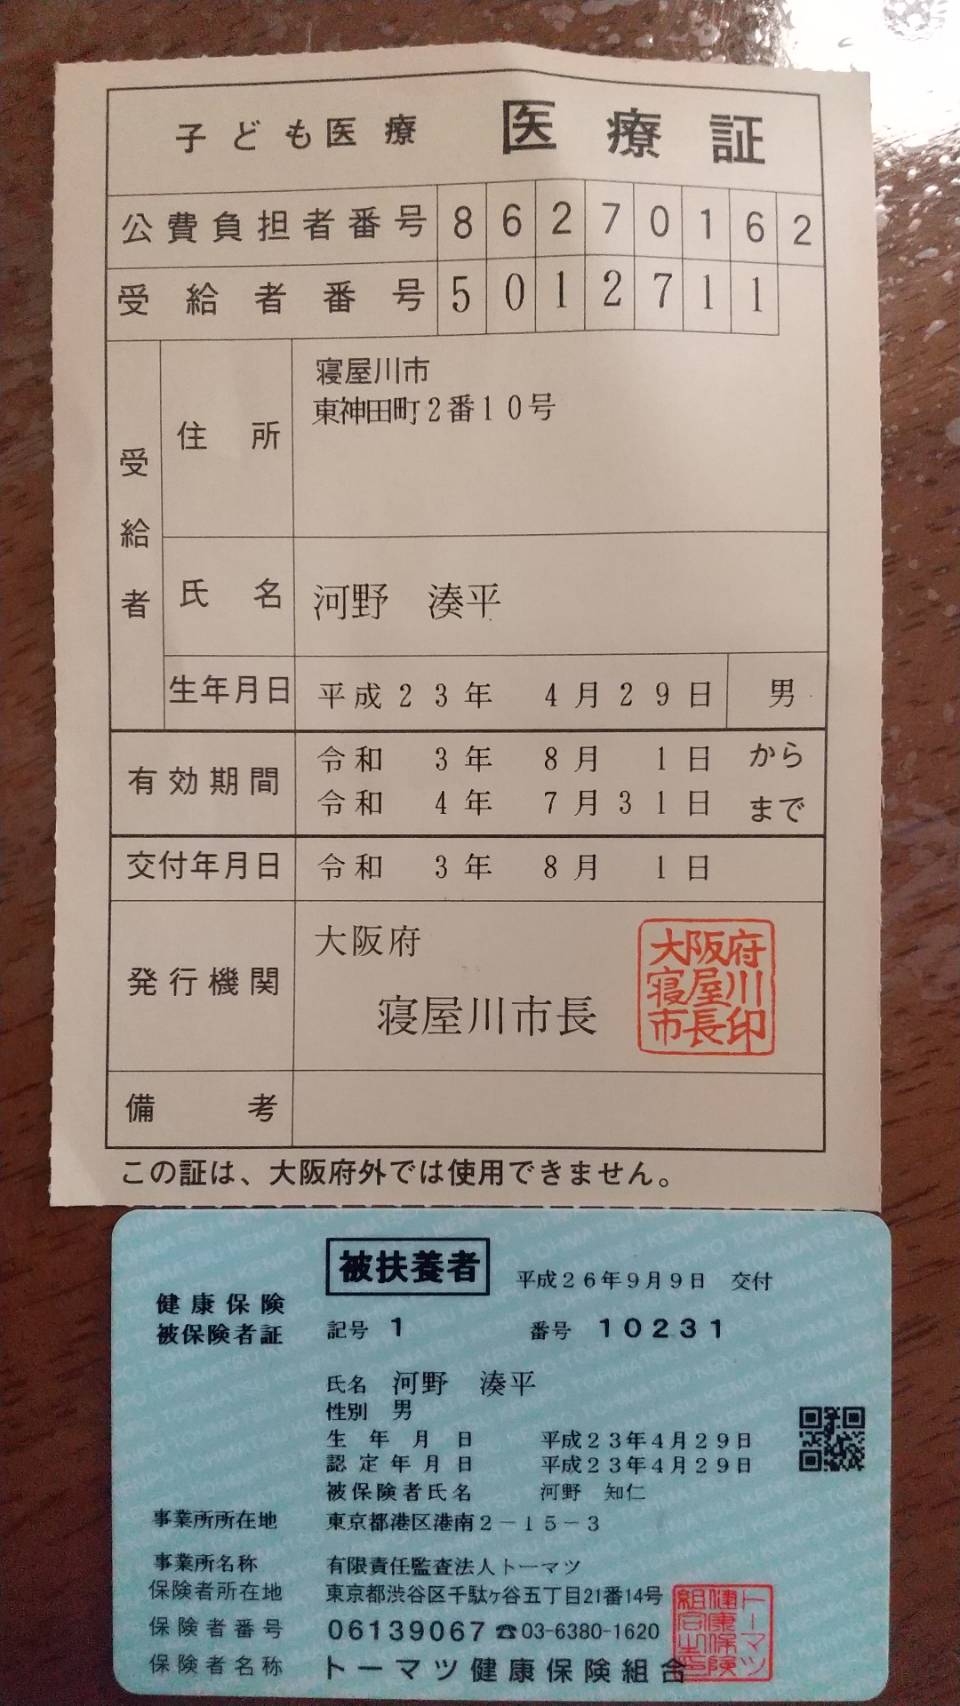 子ども医療 医療証
公費負担者番号 8 6 2 7 0 1 6 2
受給者番号 5 0 1 2 7 1 1
受給者
住所 寝屋川市
東神田町2番10号
氏名 河野 湊平
生年月日 平成23年 4月29日 男
有効期間 令和 3年 8月 1日 から
令和 4年 7月31日 まで
交付年月日 令和 3年 8月 1日
発行機関 大阪府
寝屋川市長
大阪府
寝屋川
市長印
備考
この証は、大阪府外では使用できません。
被扶養者 平成26年9月9日 交付
健康保険
被保険者証
記号 1 番号 10231
氏名 河野 湊平
性別 男
生年月日 平成23年4月29日
認定年月日 平成23年4月29日
被保険者氏名 河野 知仁
事業所所在地 東京都港区港南2-15-3
事業所名称 有限責任監査法人トーマツ
保険者所在地 東京都渋谷区千駄ヶ谷五丁目21番14号
保険者番号 06139067 ☎03-6380-1620
保険者名称 トーマツ健康保険組合